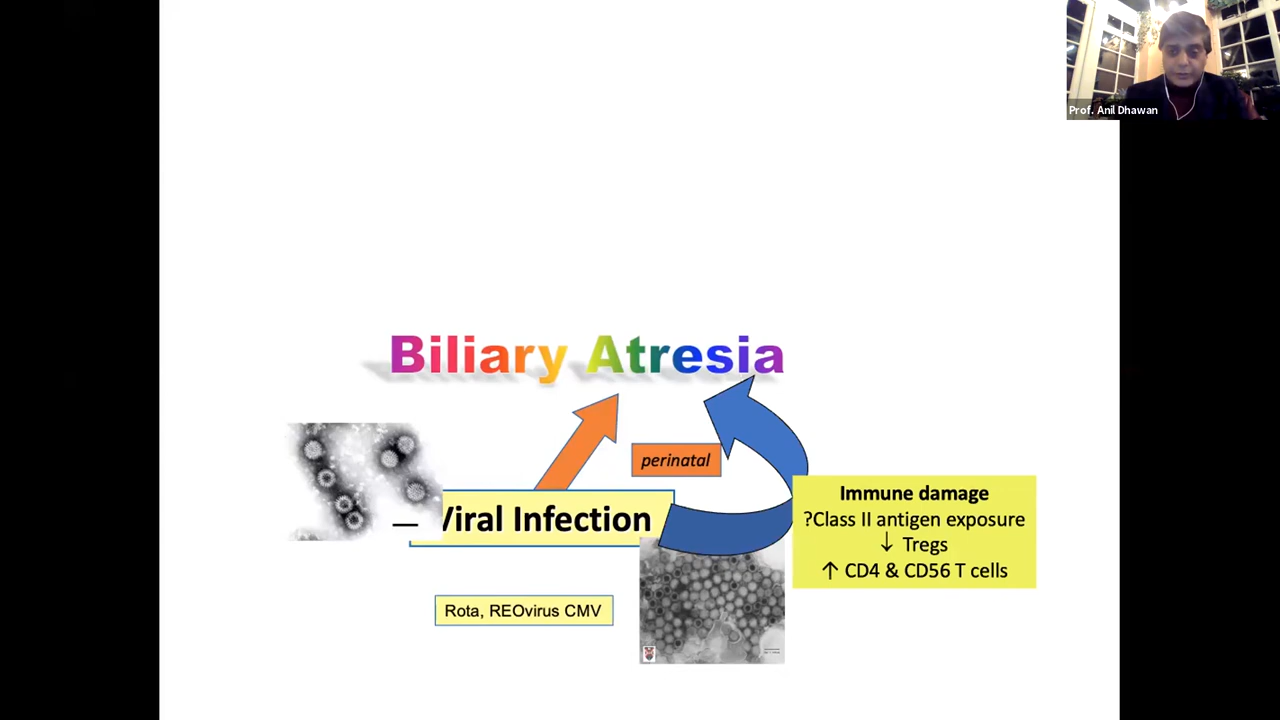 Prof. Anil Dhawan
Biliary Atresia
perinatal
Viral Infection
Immune damage
?Class II antigen exposure
↓ Tregs
↑ CD4 & CD56 T cells
Rota, REOvirus CMV